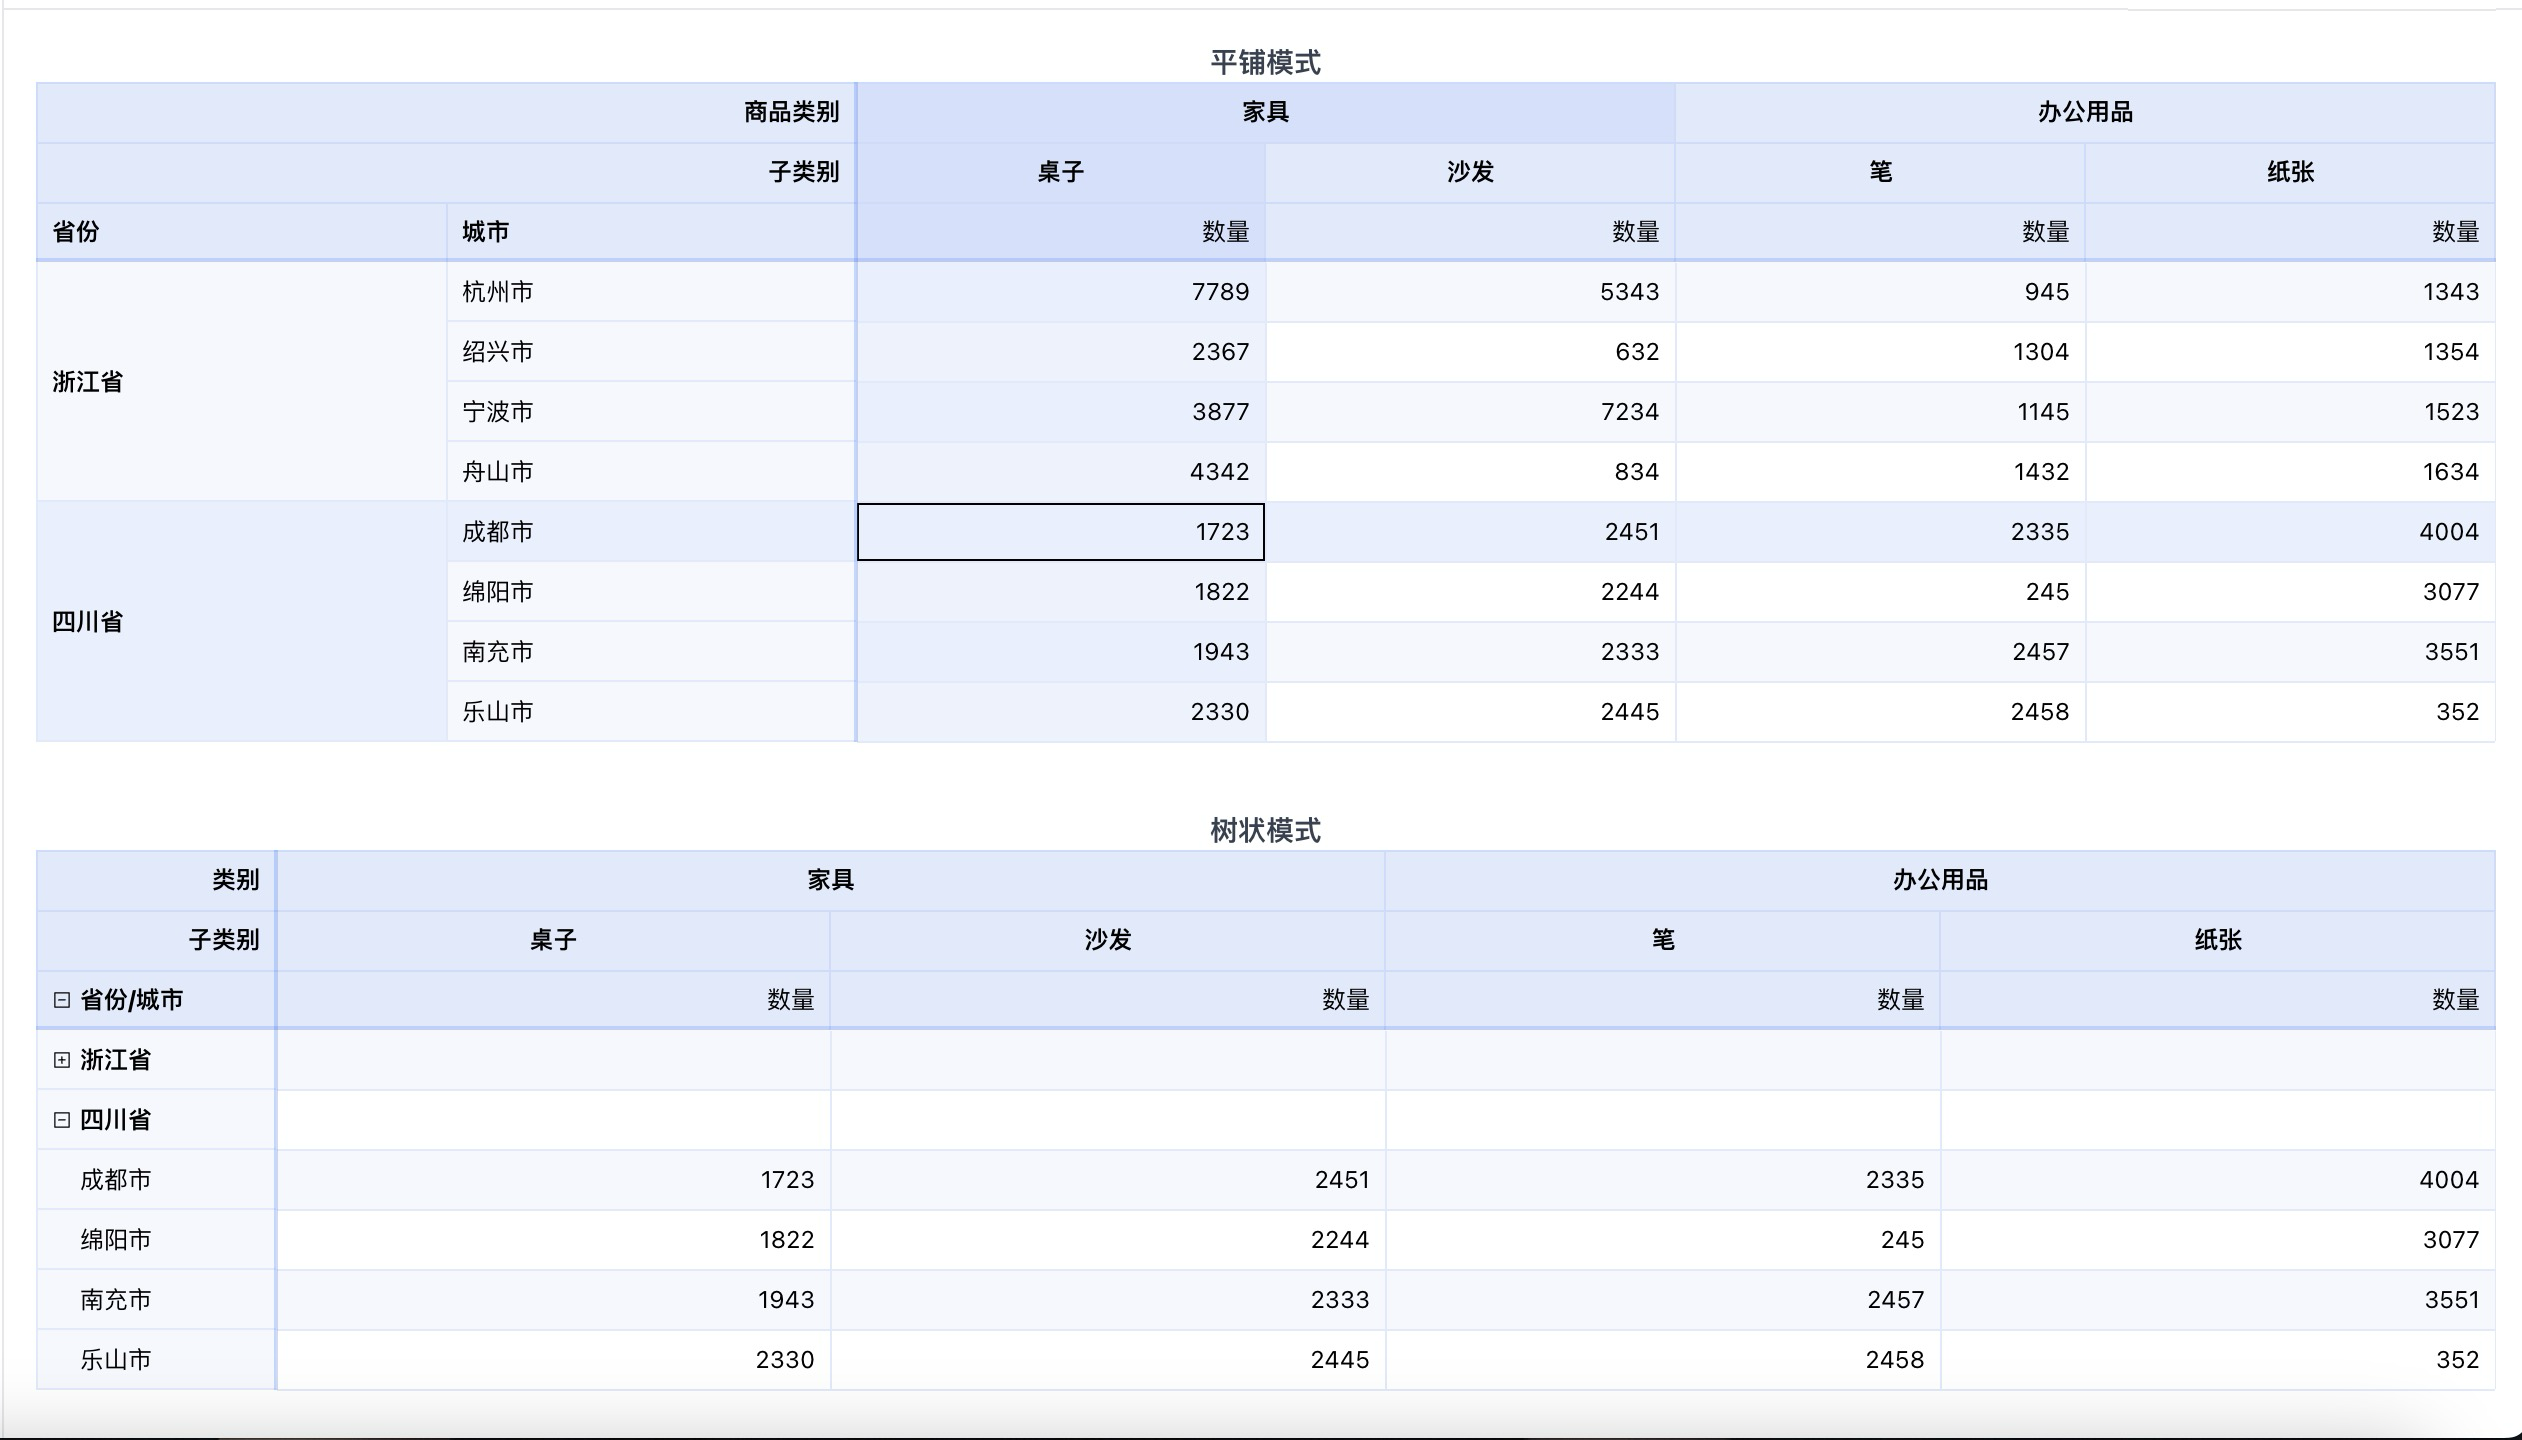 平铺模式
商品类别 家具 办公用品
子类别 桌子 沙发 笔 纸张
省份 城市 数量 数量 数量 数量
浙江省 杭州市 7789 5343 945 1343
绍兴市 2367 632 1304 1354
宁波市 3877 7234 1145 1523
舟山市 4342 834 1432 1634
四川省 成都市 1723 2451 2335 4004
绵阳市 1822 2244 245 3077
南充市 1943 2333 2457 3551
乐山市 2330 2445 2458 352
树状模式
类别 家具 办公用品
子类别 桌子 沙发 笔 纸张
省份/城市 数量 数量 数量 数量
浙江省
四川省
成都市 1723 2451 2335 4004
绵阳市 1822 2244 245 3077
南充市 1943 2333 2457 3551
乐山市 2330 2445 2458 352